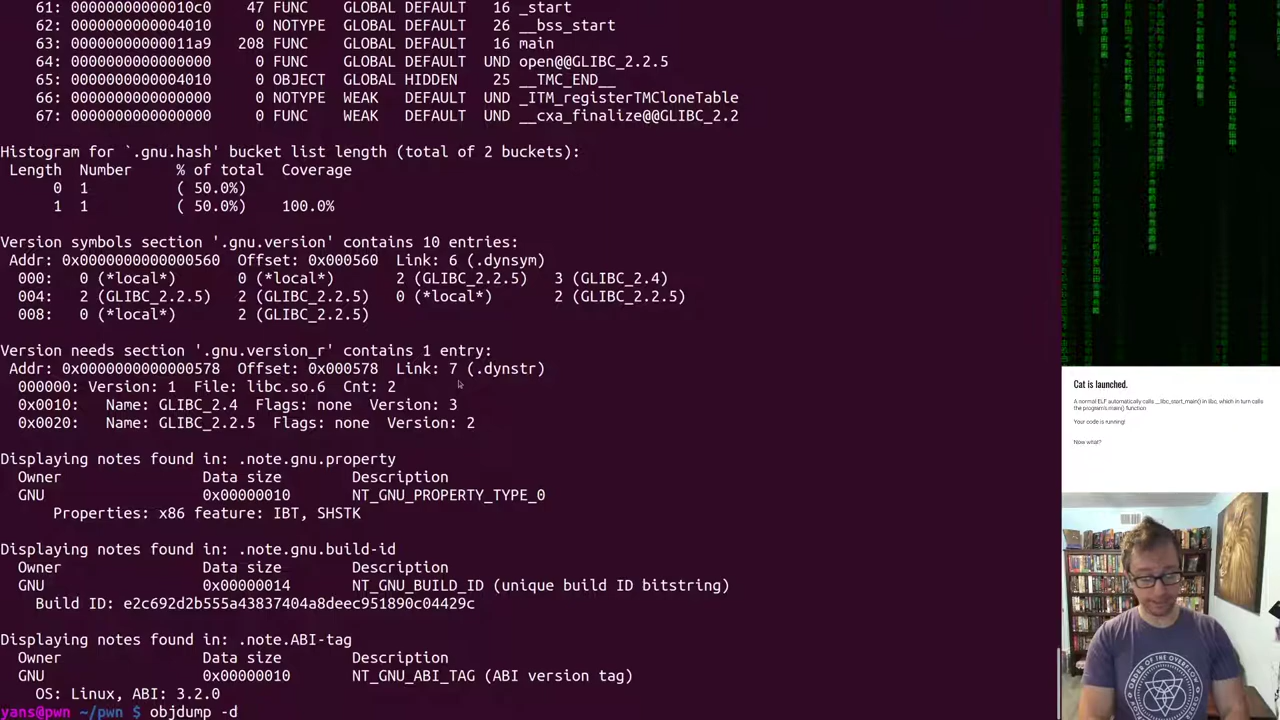 61: 00000000000010c0    47 FUNC    GLOBAL DEFAULT   16 _start
62: 0000000000004010     0 NOTYPE  GLOBAL DEFAULT   26 __bss_start
63: 00000000000011a9   208 FUNC    GLOBAL DEFAULT   16 main
64: 0000000000000000     0 FUNC    GLOBAL DEFAULT  UND open@@GLIBC_2.2.5
65: 0000000000004010     0 OBJECT  GLOBAL HIDDEN    25 __TMC_END__
66: 0000000000000000     0 NOTYPE  WEAK   DEFAULT  UND _ITM_registerTMCloneTable
67: 0000000000000000     0 FUNC    WEAK   DEFAULT  UND __cxa_finalize@@GLIBC_2.2
Histogram for `.gnu.hash' bucket list length (total of 2 buckets):
Length  Number     % of total  Coverage
0  1          ( 50.0%)
1  1          ( 50.0%)    100.0%
Version symbols section '.gnu.version' contains 10 entries:
Addr: 0x0000000000000560  Offset: 0x000560  Link: 6 (.dynsym)
000:   0 (*local*)       0 (*local*)       2 (GLIBC_2.2.5)   3 (GLIBC_2.4)
004:   2 (GLIBC_2.2.5)   2 (GLIBC_2.2.5)   0 (*local*)       2 (GLIBC_2.2.5)
008:   0 (*local*)       2 (GLIBC_2.2.5)
Version needs section '.gnu.version_r' contains 1 entry:
Addr: 0x0000000000000578  Offset: 0x000578  Link: 7 (.dynstr)
000000: Version: 1  File: libc.so.6  Cnt: 2
0x0010:   Name: GLIBC_2.4  Flags: none  Version: 3
0x0020:   Name: GLIBC_2.2.5  Flags: none  Version: 2
Displaying notes found in: .note.gnu.property
Owner                Data size        Description
GNU                  0x00000010       NT_GNU_PROPERTY_TYPE_0
Properties: x86 feature: IBT, SHSTK
Displaying notes found in: .note.gnu.build-id
Owner                Data size        Description
GNU                  0x00000014       NT_GNU_BUILD_ID (unique build ID bitstring)
Build ID: e2c692d2b555a43837404a8deec951890c04429c
Displaying notes found in: .note.ABI-tag
Owner                Data size        Description
GNU                  0x00000010       NT_GNU_ABI_TAG (ABI version tag)
OS: Linux, ABI: 3.2.0
yans@pwn ~/pwn $ objdump -d
Cat is launched.
A normal ELF automatically calls __libc_start_main() in libc, which in turn calls
the program's main() function
Your code is running!
Now what?